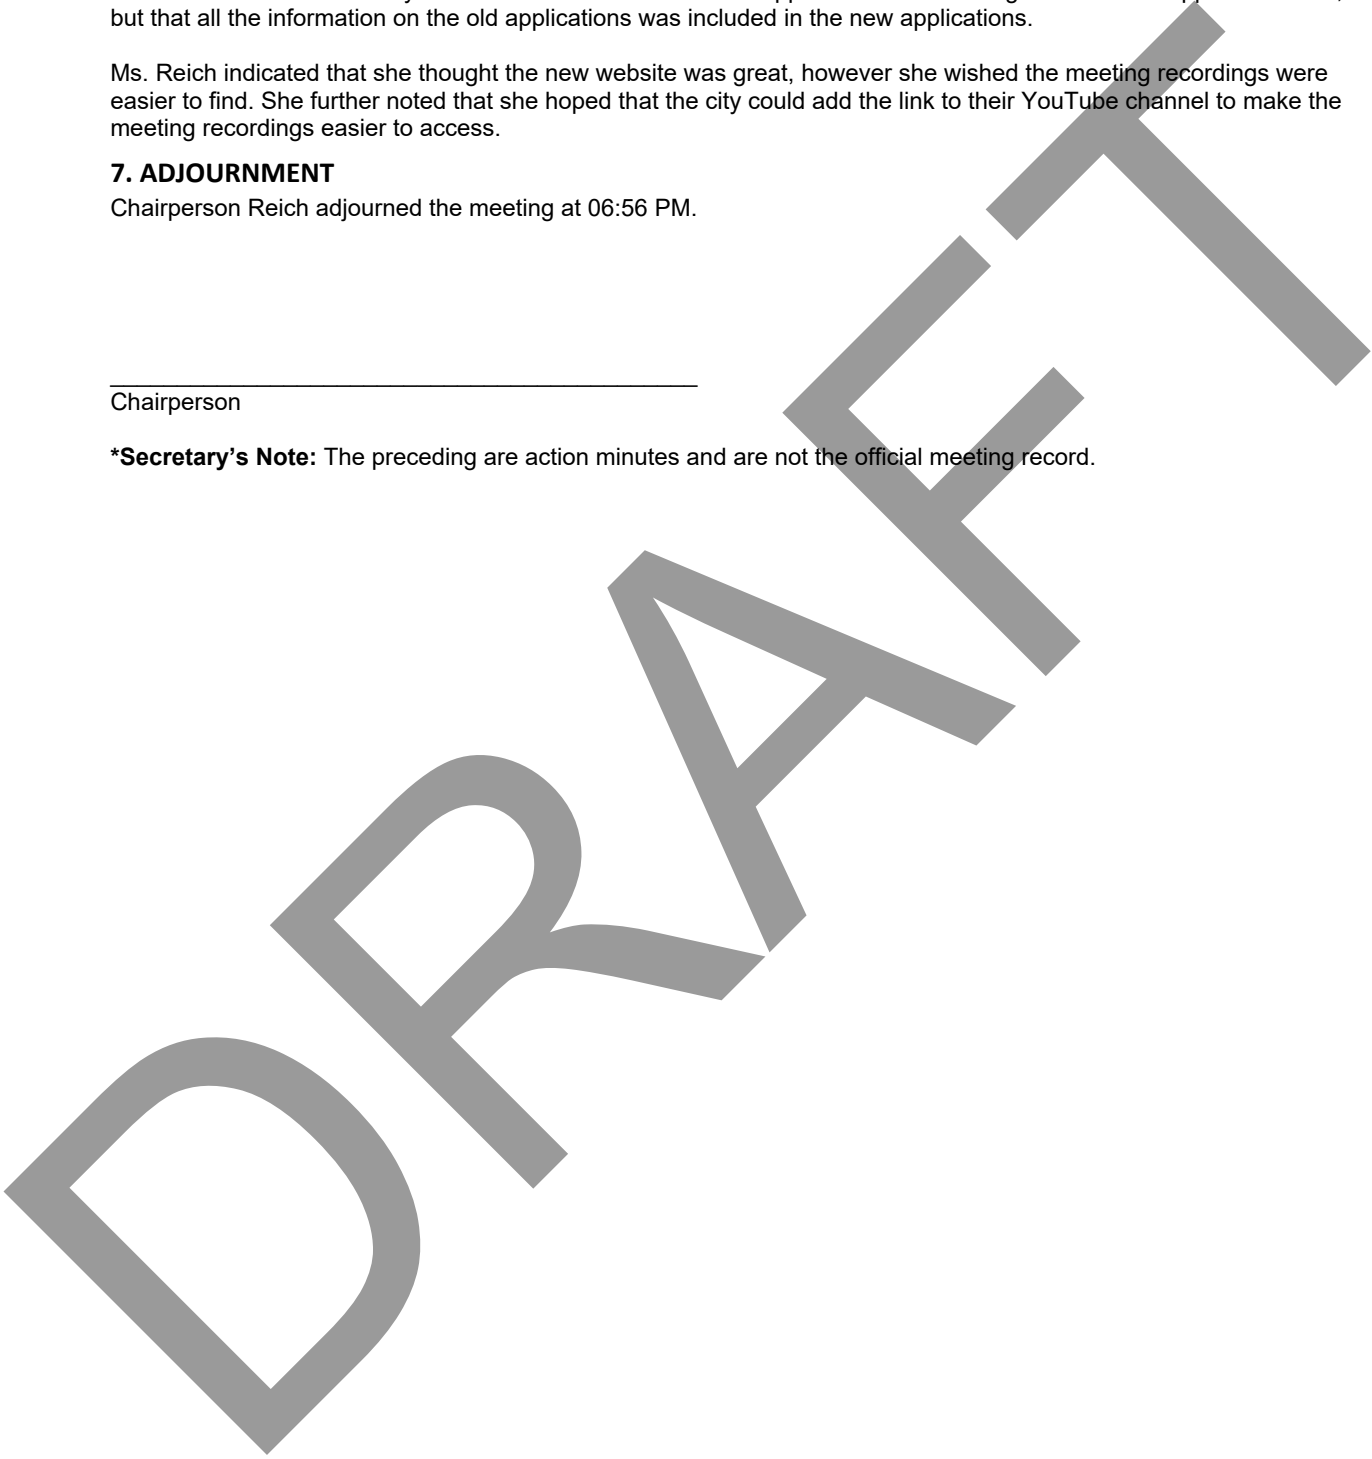 but that all the information on the old applications was included in the new applications.
Ms. Reich indicated that she thought the new website was great, however she wished the meeting recordings were
easier to find. She further noted that she hoped that the city could add the link to their YouTube channel to make the
meeting recordings easier to access.
7. ADJOURNMENT
Chairperson Reich adjourned the meeting at 06:56 PM.
Chairperson
*Secretary’s Note: The preceding are action minutes and are not the official meeting record.
DRAFT